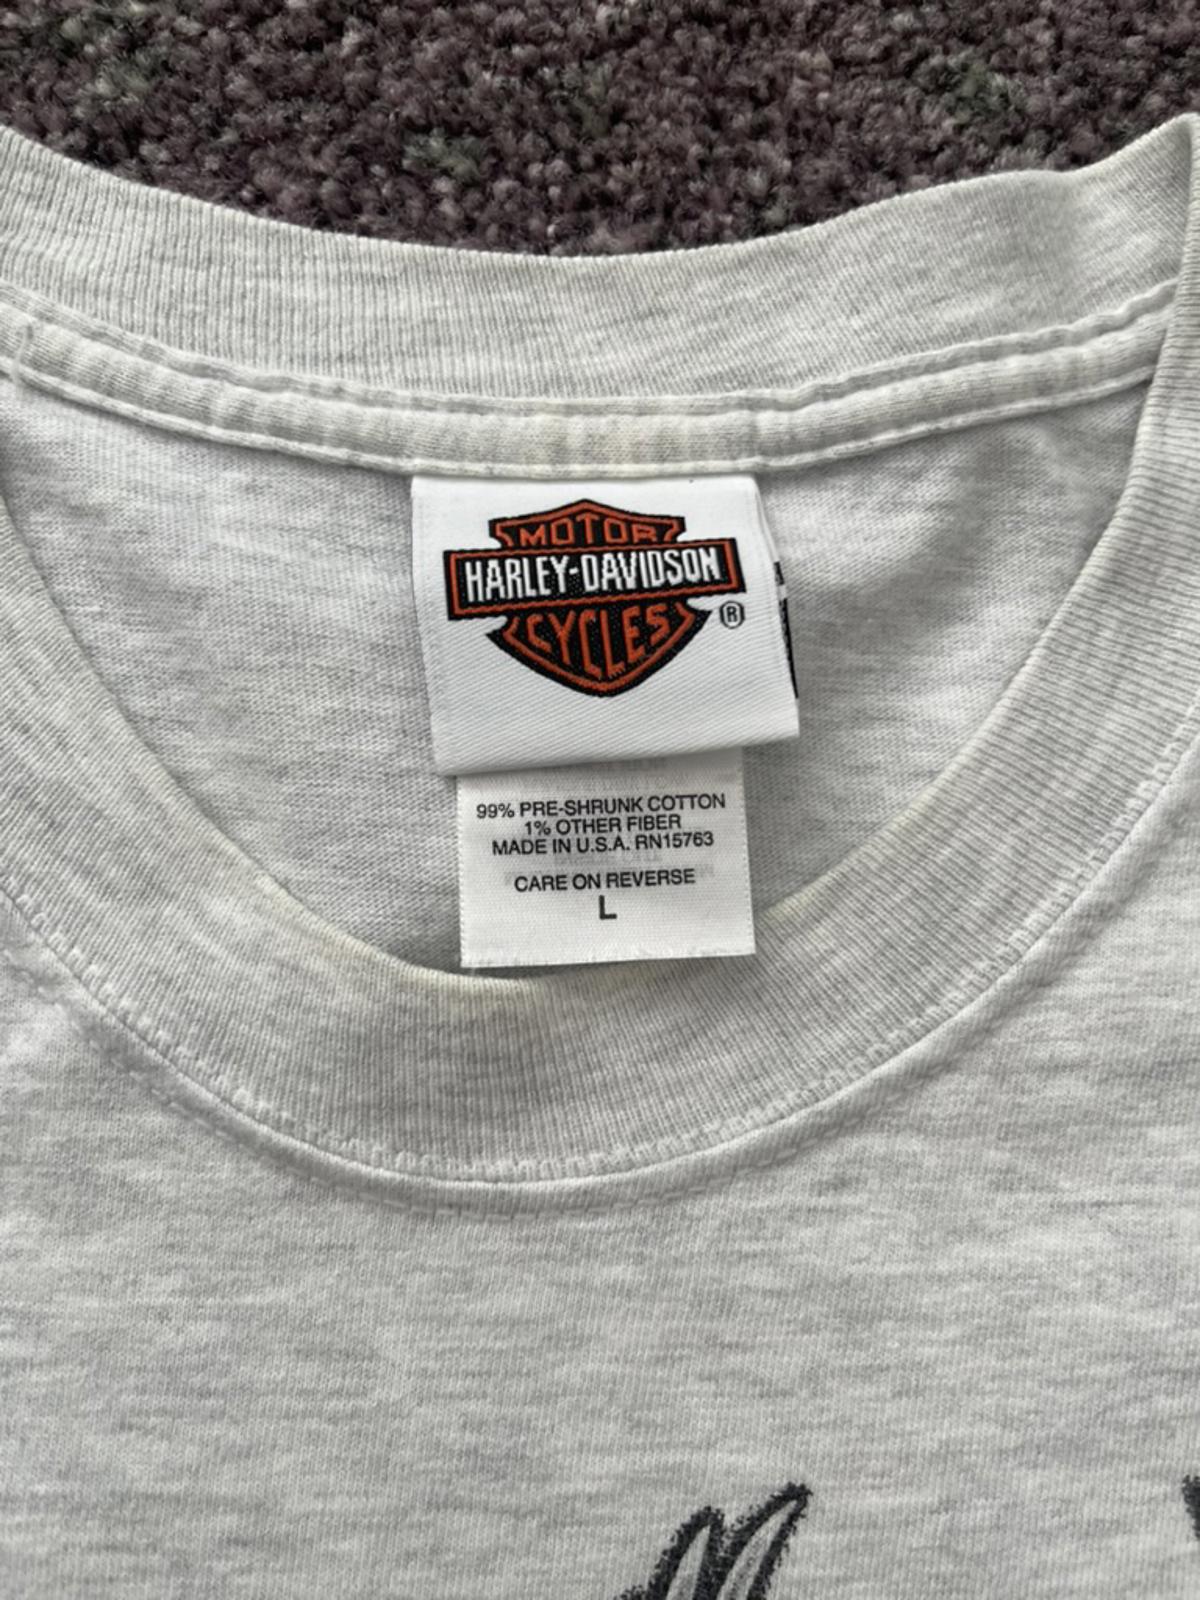 MOTOR
HARLEY-DAVIDSON
CYCLES
®
99% PRE-SHRUNK COTTON
1% OTHER FIBER
MADE IN U.S.A. RN15763
CARE ON REVERSE
L